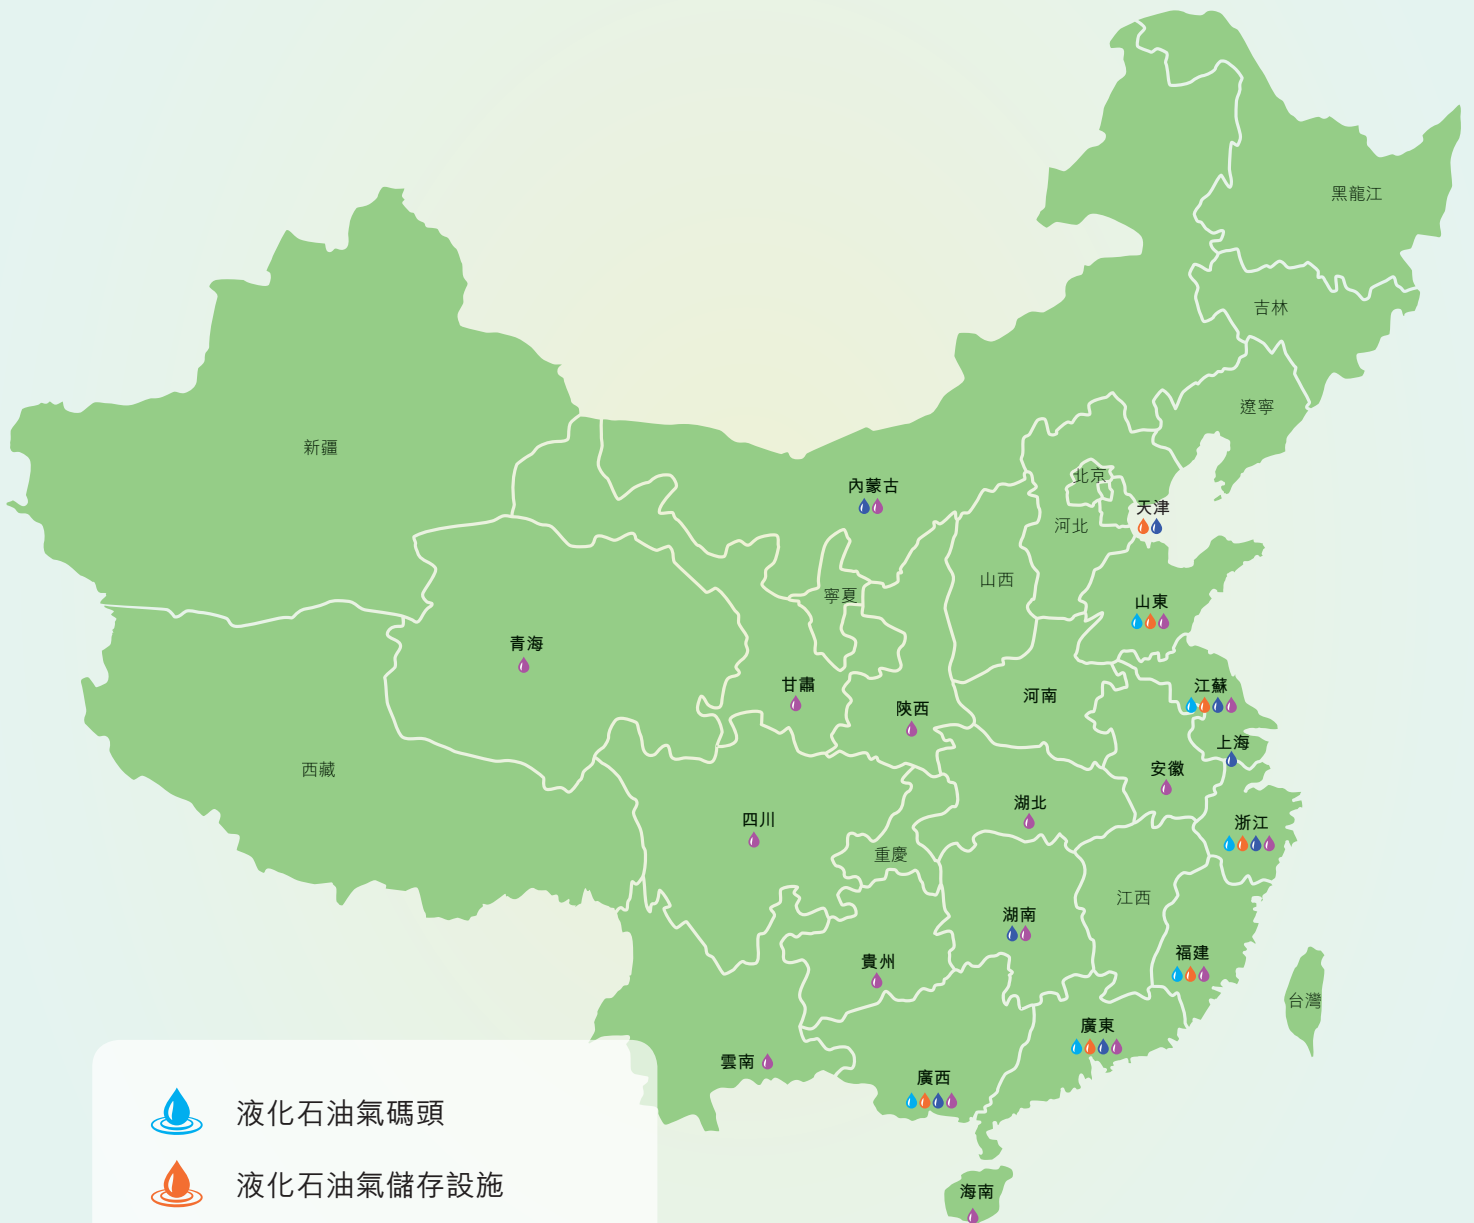 黑龍江
吉林
遼寧
新疆
北京
內蒙古
天津
河北
山西
寧夏
山東
青海
甘肅
江蘇
河南
陝西
上海
西藏
安徽
湖北
四川
浙江
重慶
江西
湖南
福建
貴州
台灣
廣東
雲南
廣西
液化石油氣碼頭
液化石油氣儲存設施
海南